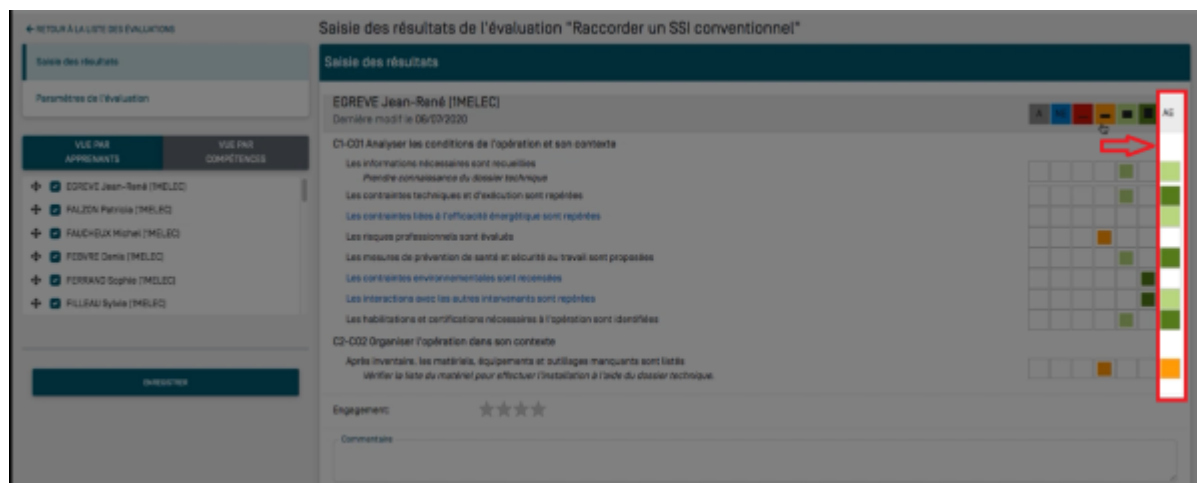 ← RETOUR À LA LISTE DES ÉVALUATIONS
Saisie des résultats de l'évaluation "Raccorder un SSI conventionnel"
Saisie des résultats
Paramètres de l'évaluation
VUE PAR APPRENANTS
VUE PAR COMPÉTENCES
EGREVE Jean-René (1MELEC)
FALZON Patricia (1MELEC)
FAUCHEUX Michel (1MELEC)
FEBVRE Denis (1MELEC)
FERRAND Sophie (1MELEC)
FILLEAU Sylvie (1MELEC)
ENREGISTRER
Saisie des résultats
EGREVE Jean-René (1MELEC)
Dernière modif le 06/07/2020
A
C1-CO1 Analyser les conditions de l'opération et son contexte
Les informations nécessaires sont recueillies
Prendre connaissance du dossier technique
Les contraintes techniques et d'exécution sont repérées
Les contraintes liées à l'efficacité énergétique sont repérées
Les risques professionnels sont évalués
Les mesures de prévention de santé et sécurité au travail sont proposées
Les contraintes environnementales sont recensées
Les interactions avec les autres intervenants sont repérées
Les habilitations et certifications nécessaires à l'opération sont identifiées
C2-CO2 Organiser l'opération dans son contexte
Après inventaire, les matériels, équipements et outillages manquants sont listés
Vérifier la liste du matériel pour effectuer l'installation à l'aide du dossier technique.
Engagement:
Commentaire